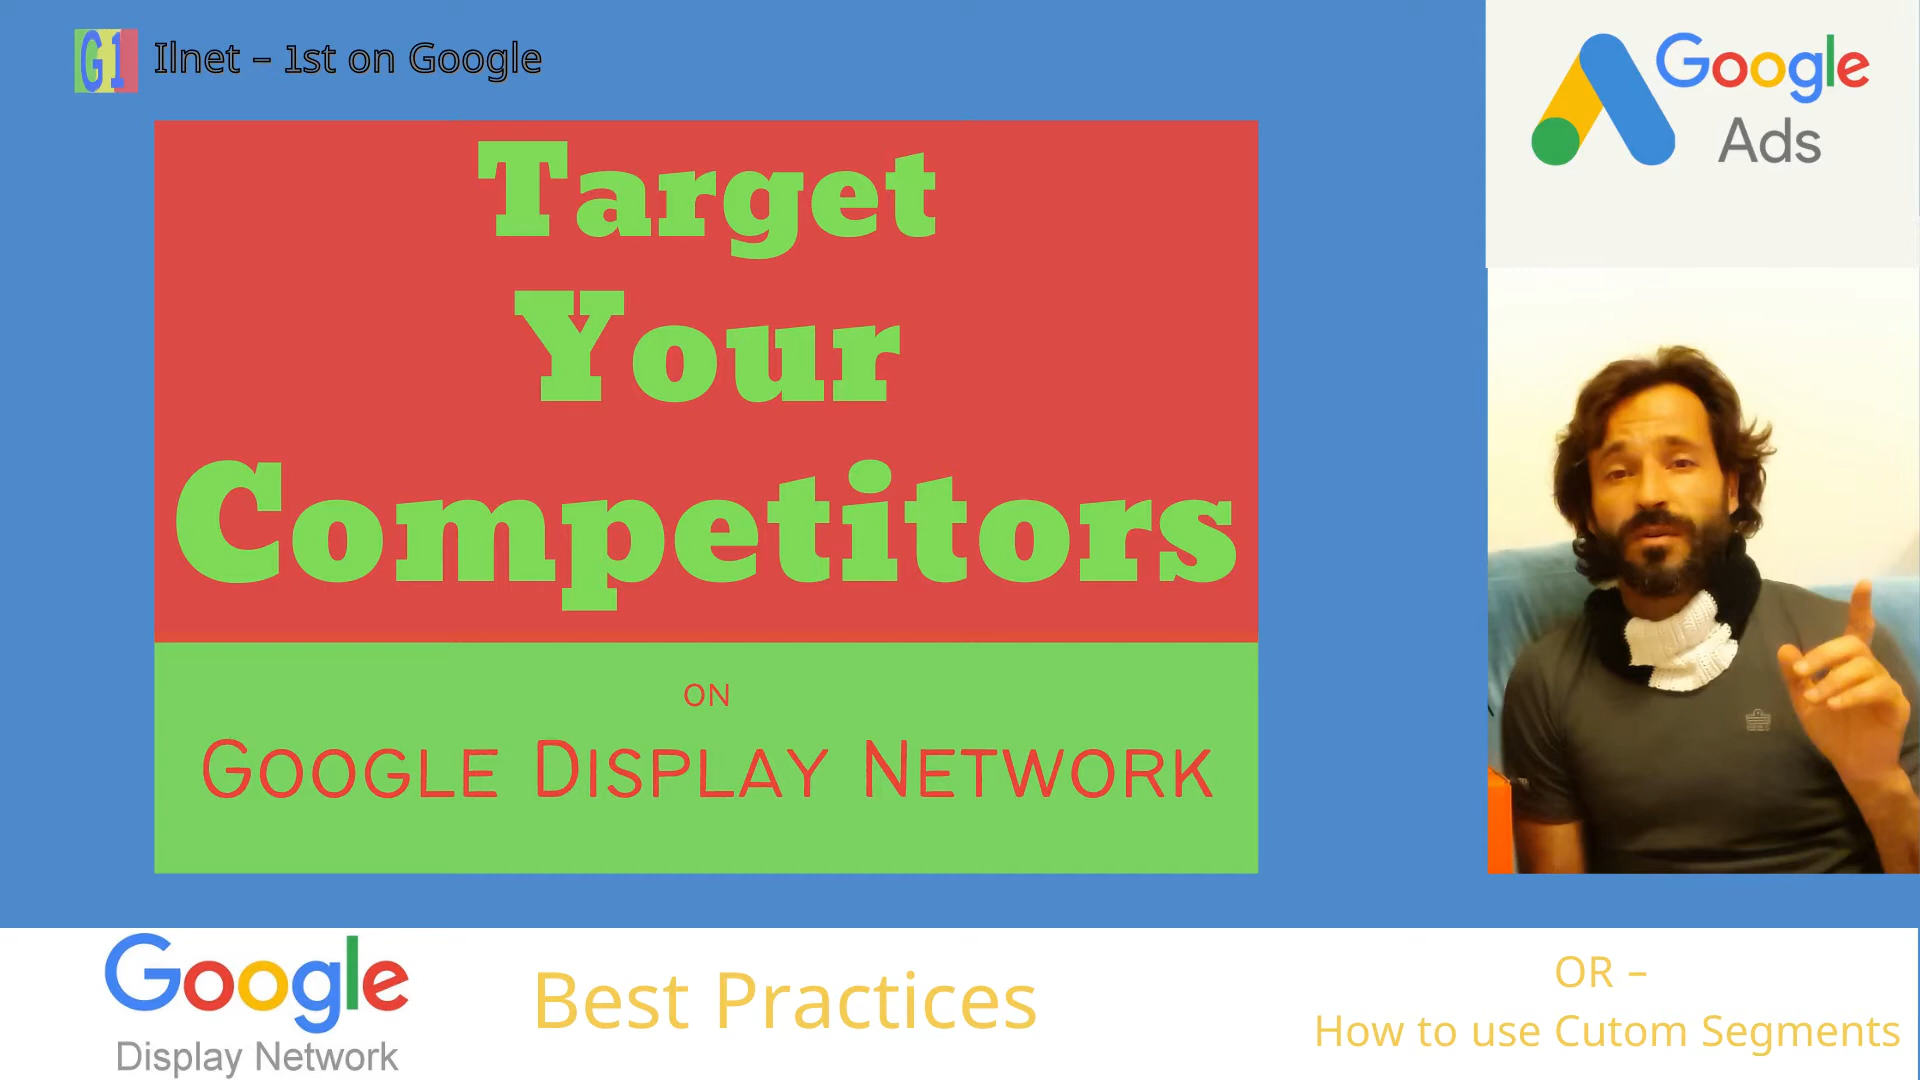 G1 Ilnet – 1st on Google
Google
Ads
Target
Your
Competitors
ON
GOOGLE DISPLAY NETWORK
Google
Display Network
Best Practices
OR –
How to use Cutom Segments